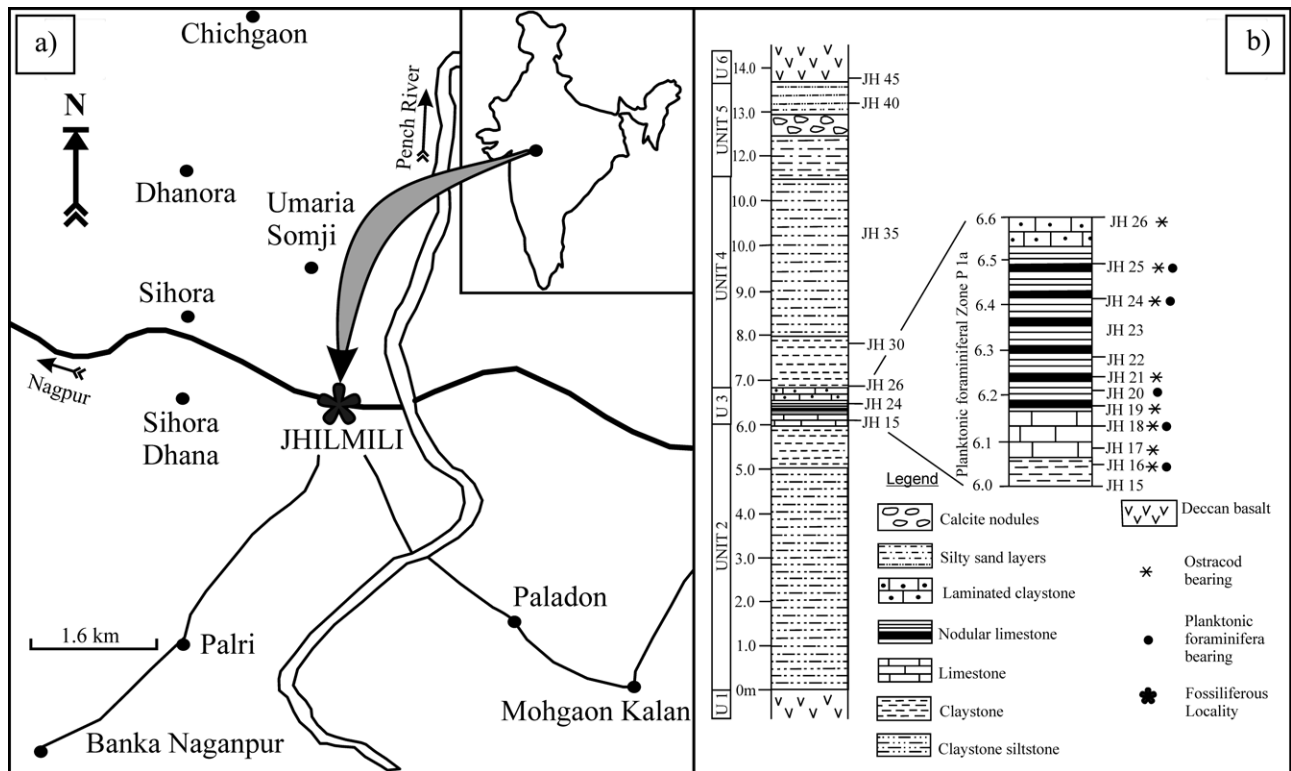 a)
Chichgaon
N
Pench River
Dhanora
Umaria
Somji
Sihora
Nagpur
Sihora
Dhana
JHILMILI
1.6 km
Palri
Paladon
Mohgaon Kalan
Banka Naganpur
b)
U 6
UNIT 5
UNIT 4
U 3
UNIT 2
U 1
14.0
13.0
12.0
10.0
10.0
9.0
8.0
7.0
6.0
5.0
4.0
3.0
2.0
1.0
0m
JH 45
JH 40
JH 35
JH 30
JH 26
JH 24
JH 15
Planktonic foraminiferal Zone P 1a
6.6
6.5
6.4
6.3
6.2
6.1
6.0
JH 26
JH 25
JH 24
JH 23
JH 22
JH 21
JH 20
JH 19
JH 18
JH 17
JH 16
JH 15
Legend
Calcite nodules
Silty sand layers
Laminated claystone
Nodular limestone
Limestone
Claystone
Claystone siltstone
Deccan basalt
Ostracod
bearing
Planktonic
foraminifera
bearing
Fossiliferous
Locality